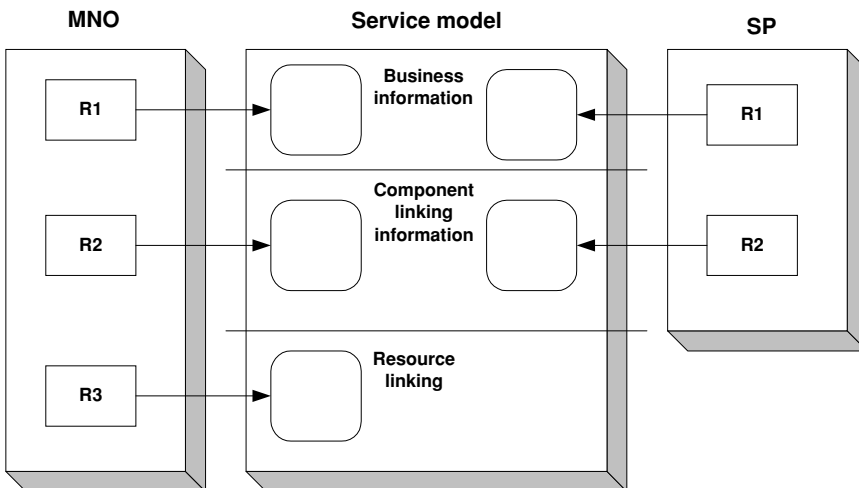 MNO
Service model
SP
R1
Business
information
R1
R2
Component
linking
information
R2
R3
Resource
linking